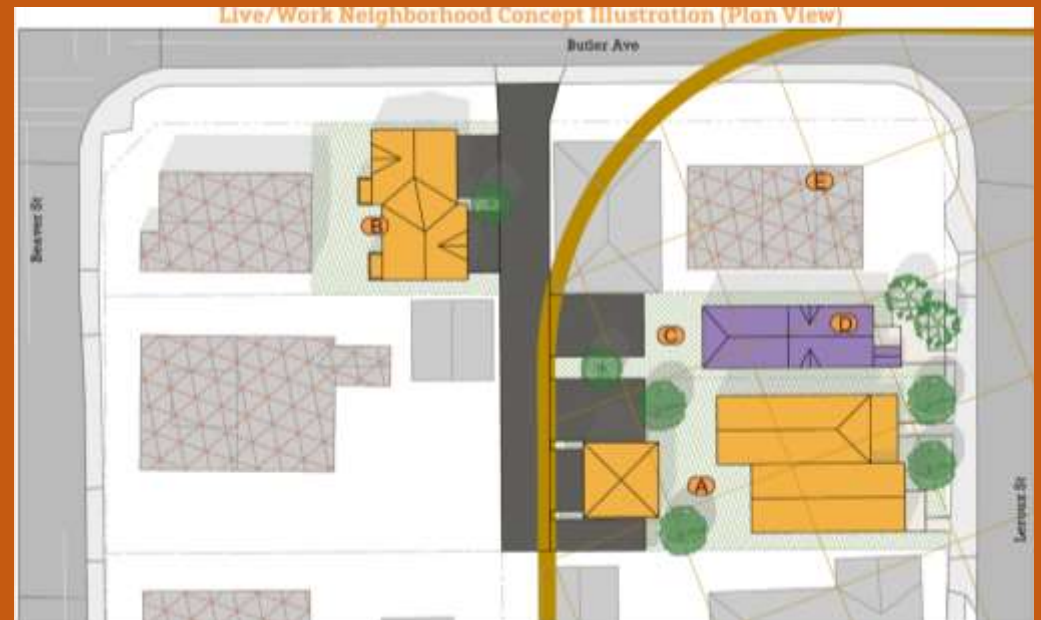 Live/Work Neighborhood Concept Illustration (Plan View)
Butler Ave
Beaver St
B
E
C
D
A
Leroux St